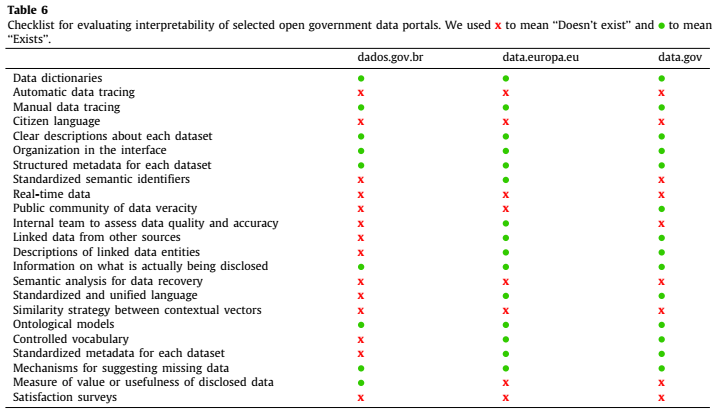 Table 6
Checklist for evaluating interpretability of selected open government data portals. We used x to mean “Doesn't exist” and ● to mean
“Exists”.
dados.gov.br data.europa.eu data.gov
Data dictionaries ● ● ●
Automatic data tracing x x x
Manual data tracing ● ● ●
Citizen language x x x
Clear descriptions about each dataset ● ● ●
Organization in the interface ● ● ●
Structured metadata for each dataset ● ● ●
Standardized semantic identifiers x ● x
Real-time data x x x
Public community of data veracity x x ●
Internal team to assess data quality and accuracy x ● x
Linked data from other sources x ● ●
Descriptions of linked data entities x ● ●
Information on what is actually being disclosed ● ● ●
Semantic analysis for data recovery x x x
Standardized and unified language x ● ●
Similarity strategy between contextual vectors x x x
Ontological models ● ● ●
Controlled vocabulary x ● ●
Standardized metadata for each dataset x ● ●
Mechanisms for suggesting missing data ● ● ●
Measure of value or usefulness of disclosed data ● x x
Satisfaction surveys x x x